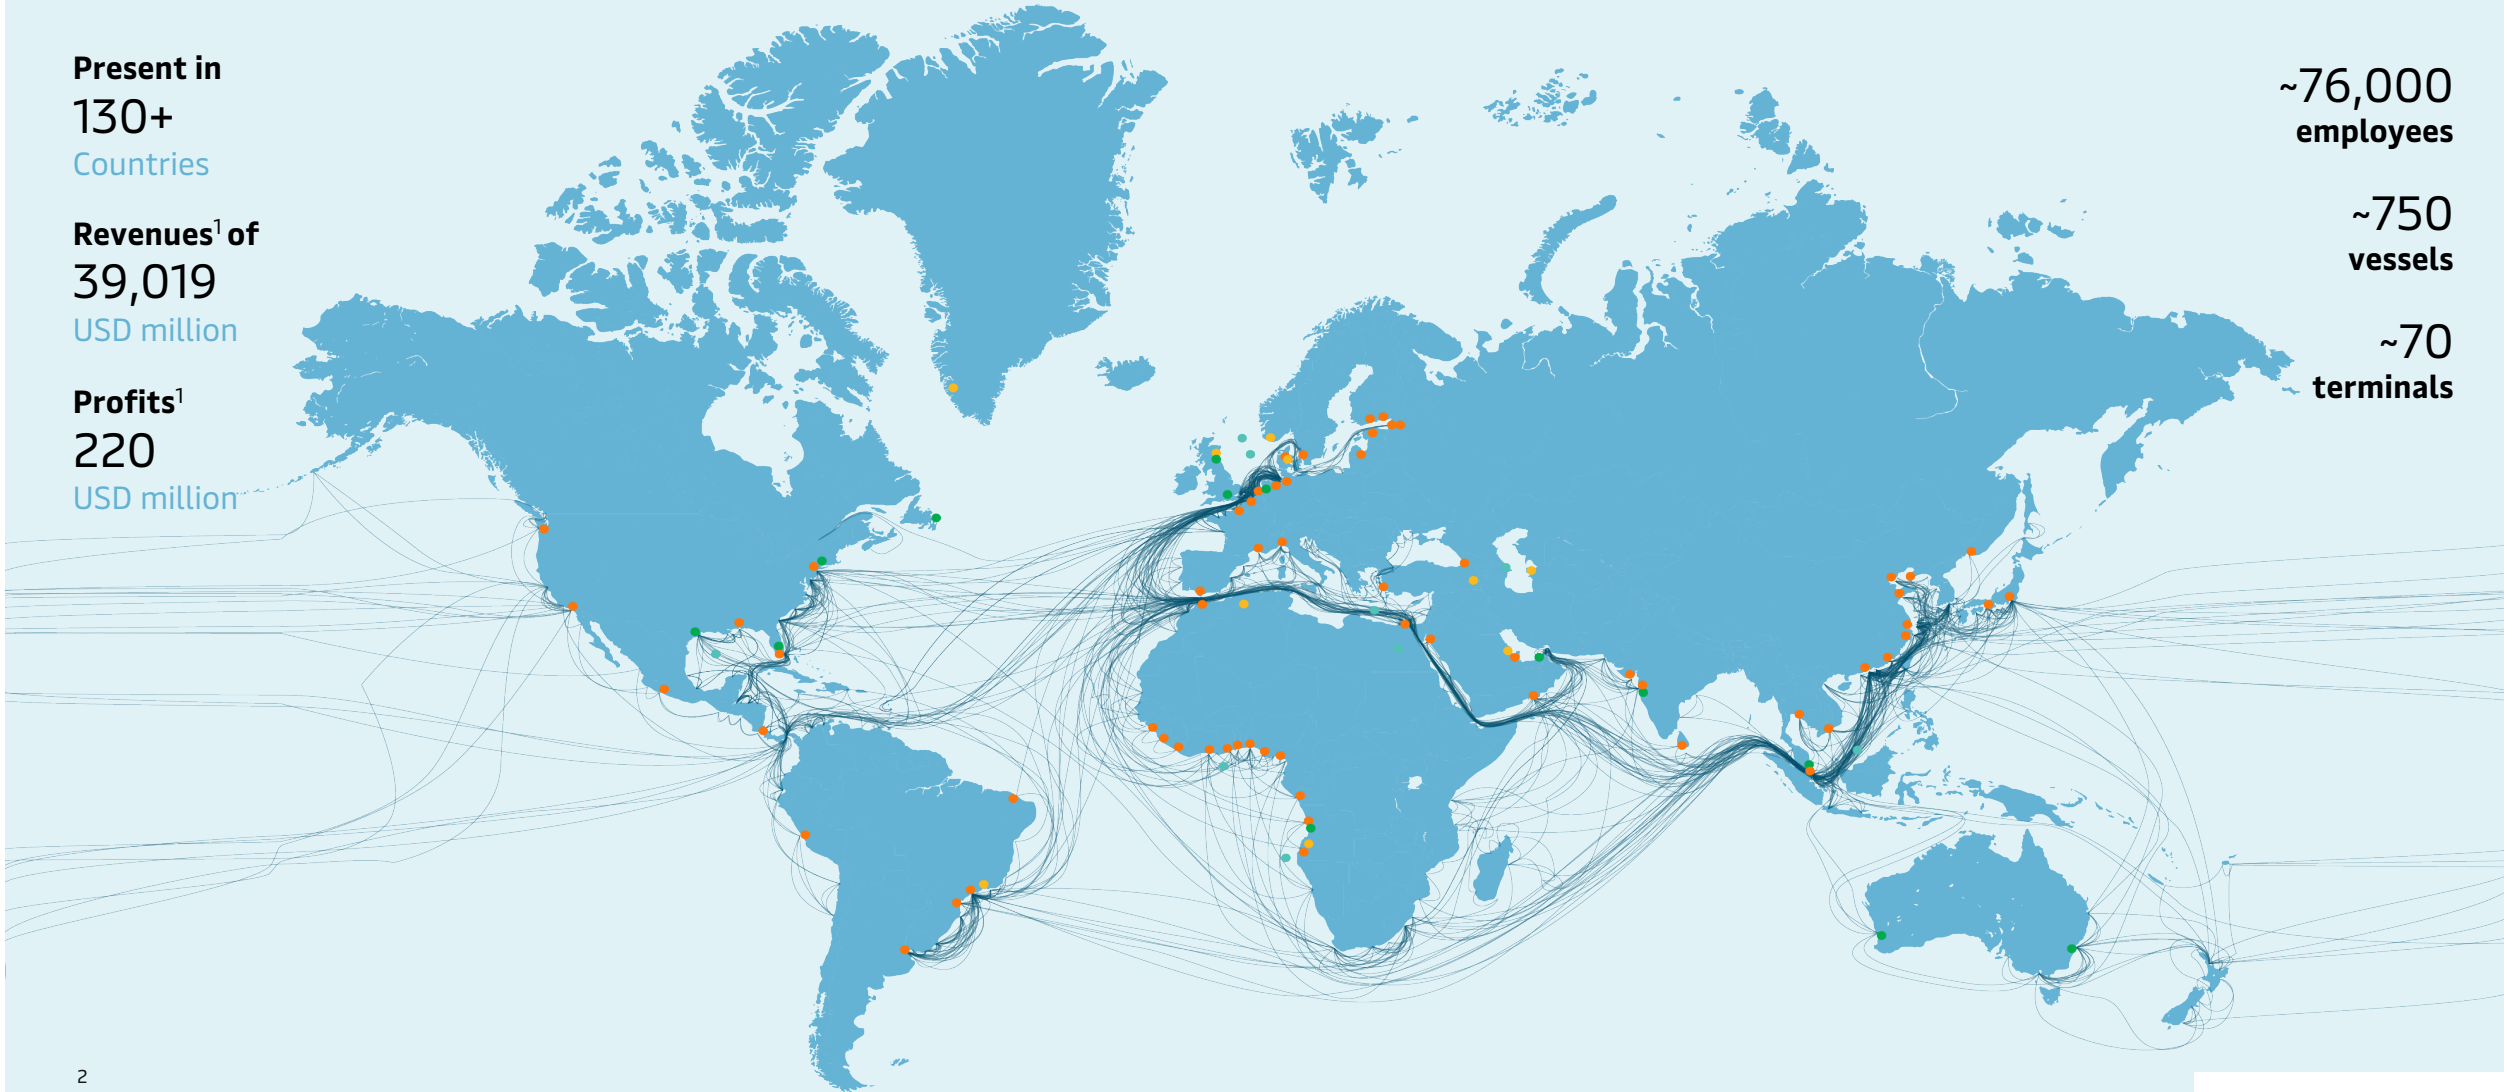 Present in
130+
Countries
Revenues¹ of
39,019
USD million
Profits¹
220
USD million
~76,000
employees
~750
vessels
~70
terminals
2